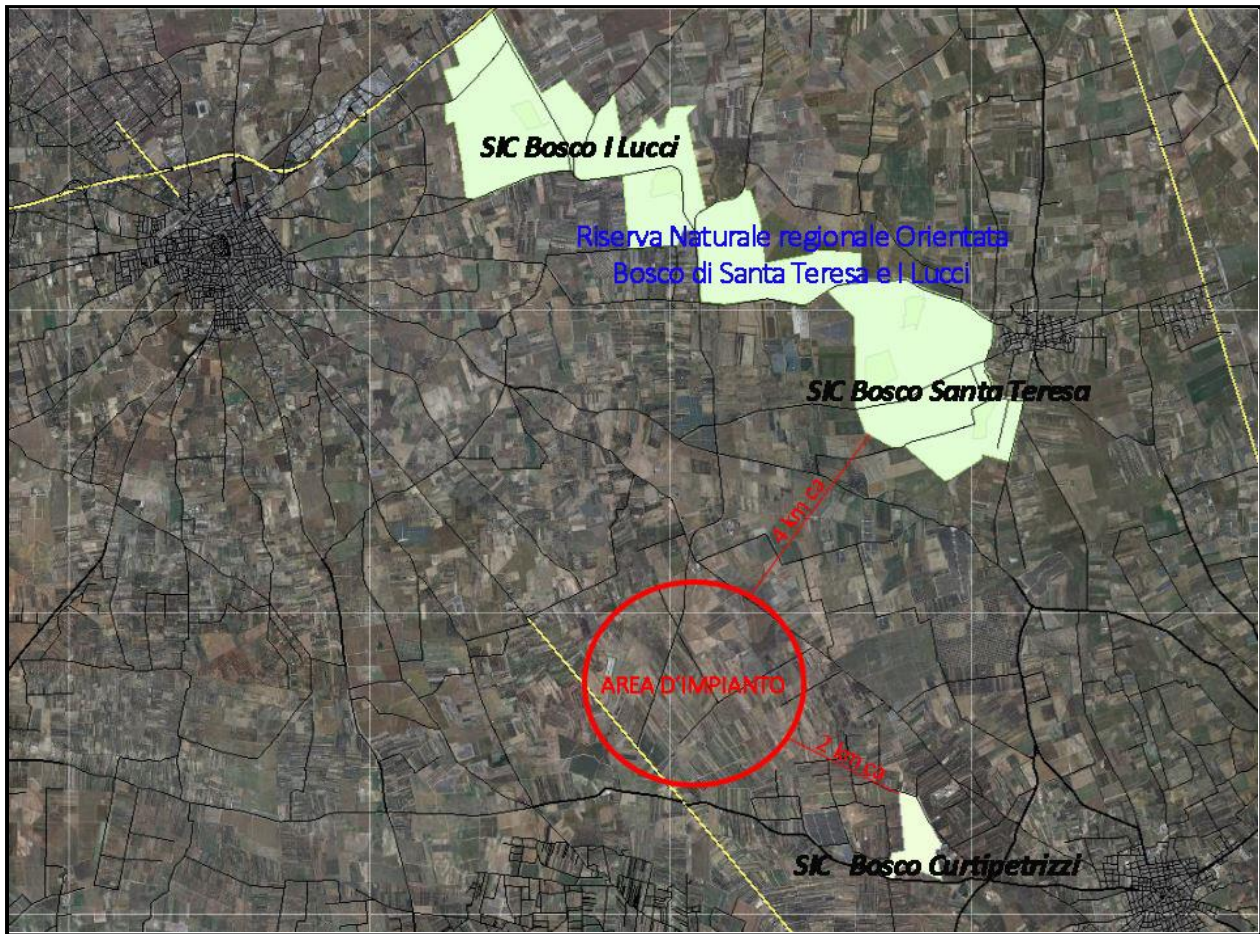 SIC Bosco I Lucci
Riserva Naturale regionale Orientata
Bosco di Santa Teresa e I Lucci
SIC Bosco Santa Teresa
4 km ca
AREA D'IMPIANTO
2 km ca
SIC Bosco Curtipetrizzi